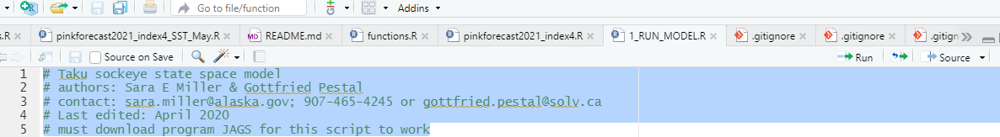 Go to file/function
Addins
s.R
pinkforecast2021_index4_SST_May.R
README.md
functions.R
pinkforecast2021_index4.R
1_RUN_MODEL.R
.gitignore
.gitignore
.gitign
Source on Save
Run
Source
1 # Taku sockeye state space model
2 # authors: Sara E Miller & Gottfried Pestal
3 # contact: sara.miller@alaska.gov; 907-465-4245 or gottfried.pestal@solv.ca
4 # Last edited: April 2020
5 # must download program JAGS for this script to work